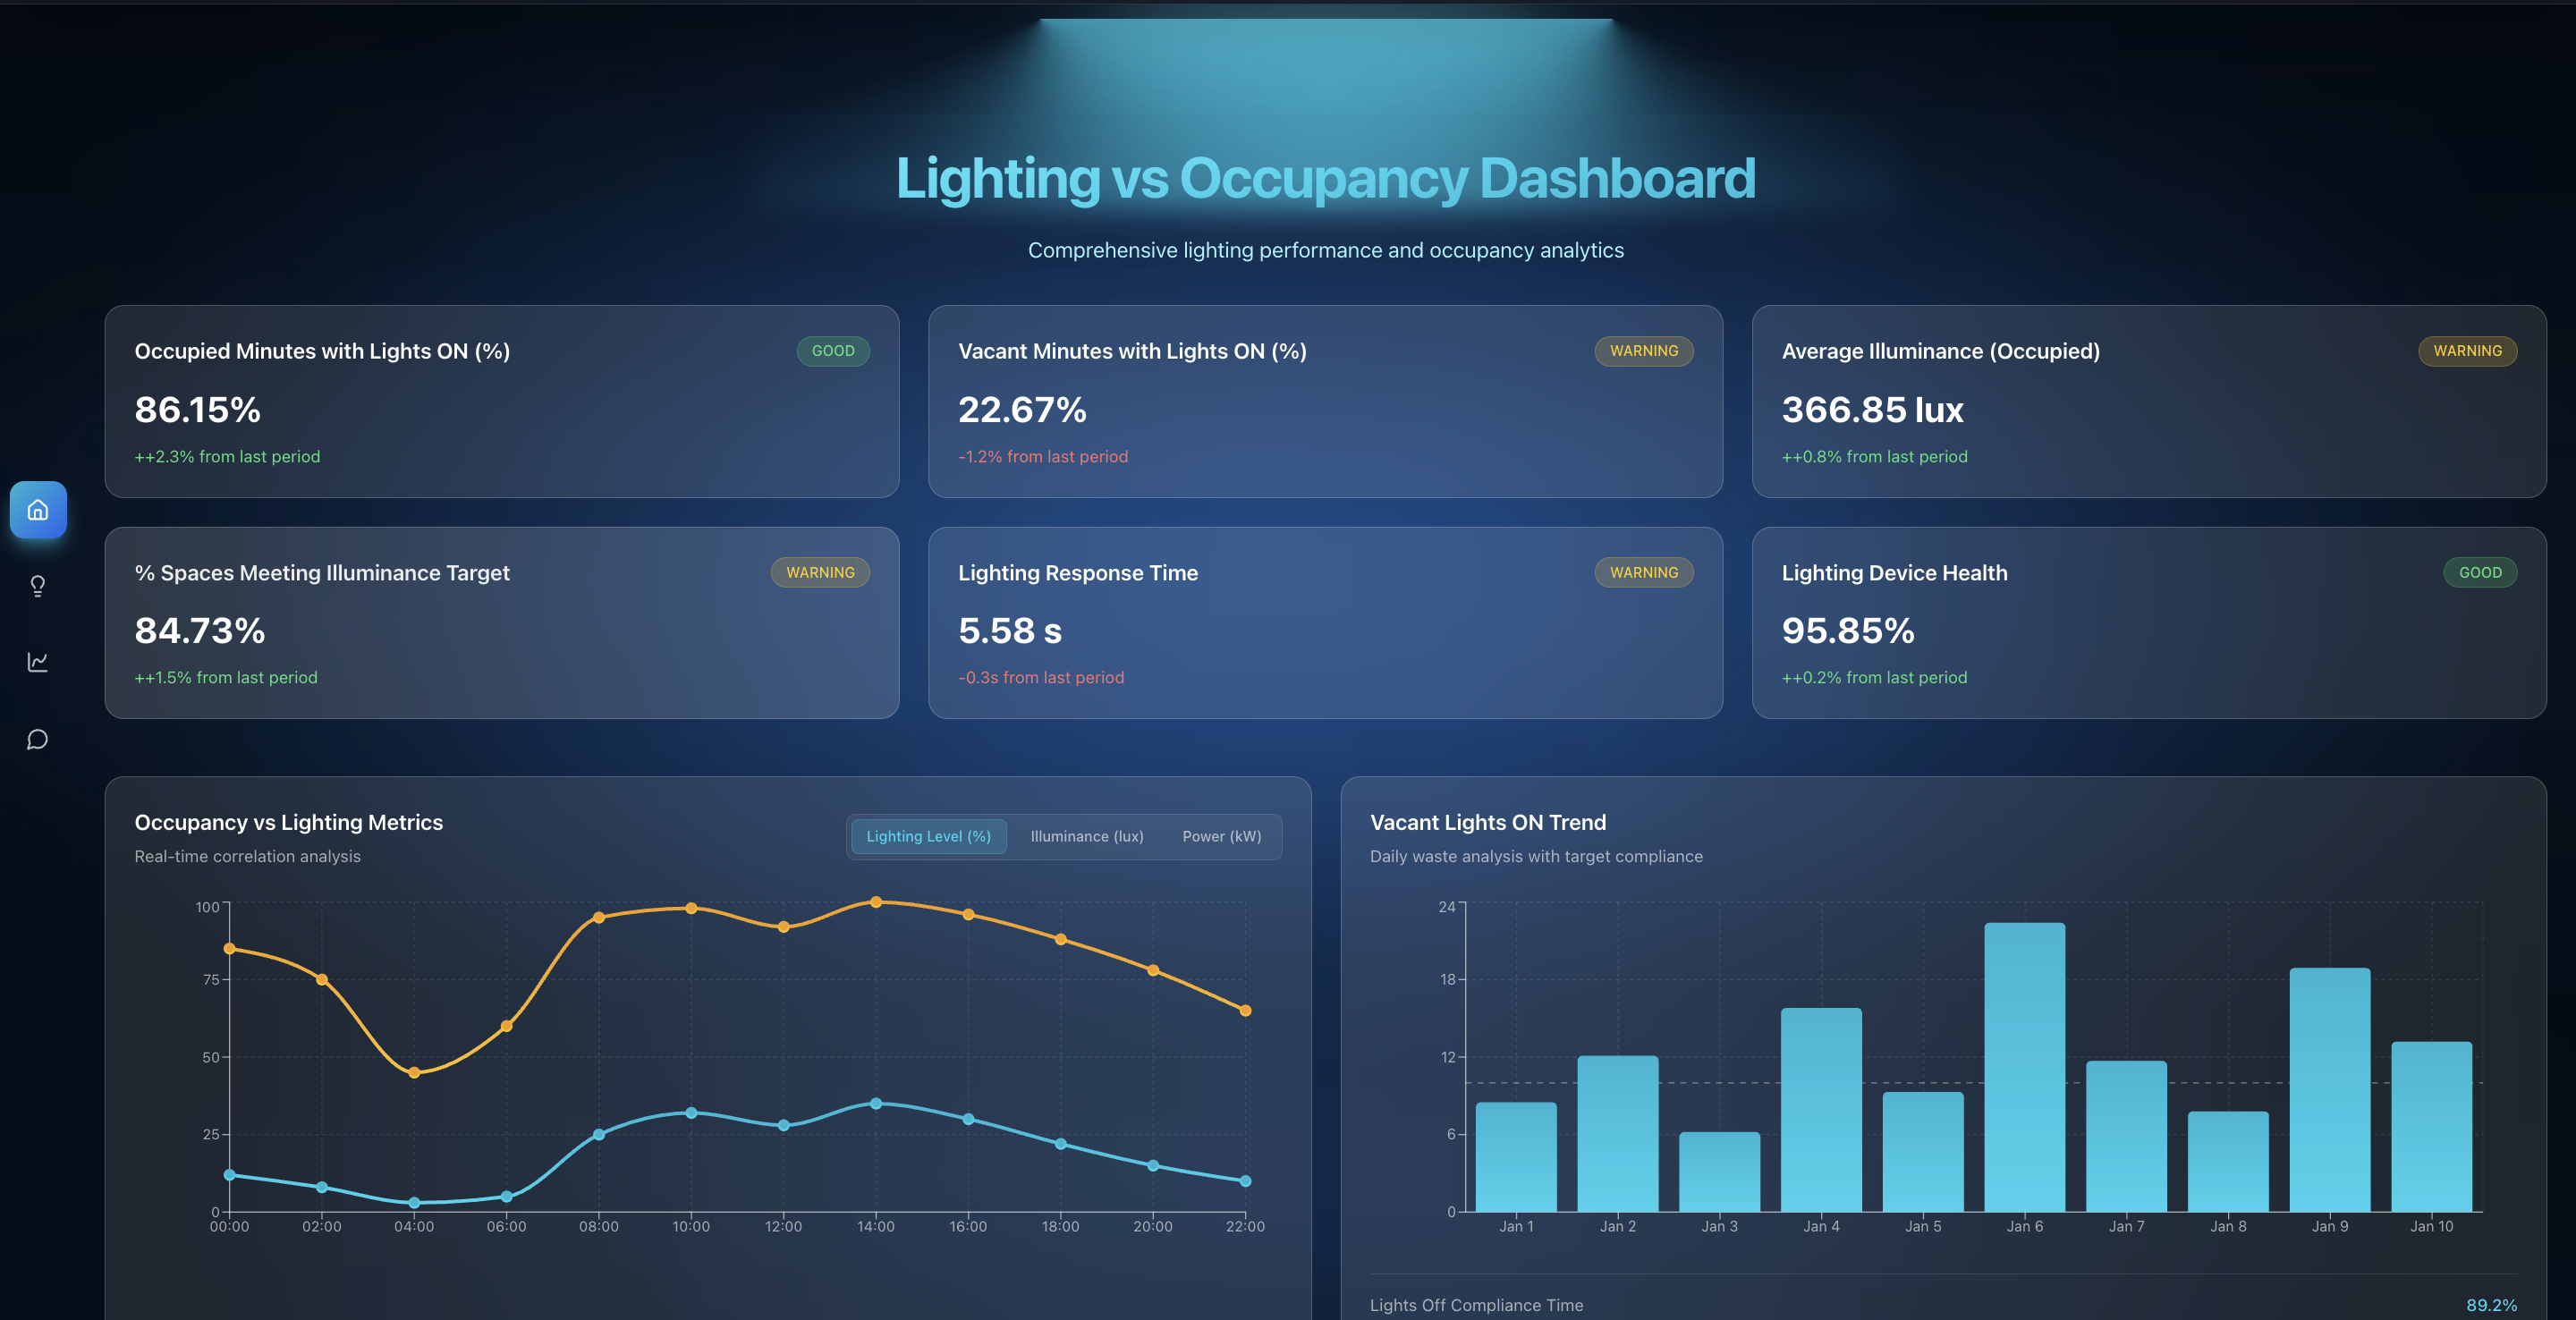 Lighting vs Occupancy Dashboard
Comprehensive lighting performance and occupancy analytics
Occupied Minutes with Lights ON (%)
GOOD
86.15%
++2.3% from last period
Vacant Minutes with Lights ON (%)
WARNING
22.67%
-1.2% from last period
Average Illuminance (Occupied)
WARNING
366.85 lux
++0.8% from last period
% Spaces Meeting Illuminance Target
WARNING
84.73%
++1.5% from last period
Lighting Response Time
WARNING
5.58 s
-0.3s from last period
Lighting Device Health
GOOD
95.85%
++0.2% from last period
Occupancy vs Lighting Metrics
Real-time correlation analysis
Lighting Level (%)
Illuminance (lux)
Power (kW)
100
75
50
25
0
00:00 02:00 04:00 06:00 08:00 10:00 12:00 14:00 16:00 18:00 20:00 22:00
Vacant Lights ON Trend
Daily waste analysis with target compliance
24
18
12
6
0
Jan 1 Jan 2 Jan 3 Jan 4 Jan 5 Jan 6 Jan 7 Jan 8 Jan 9 Jan 10
Lights Off Compliance Time 89.2%